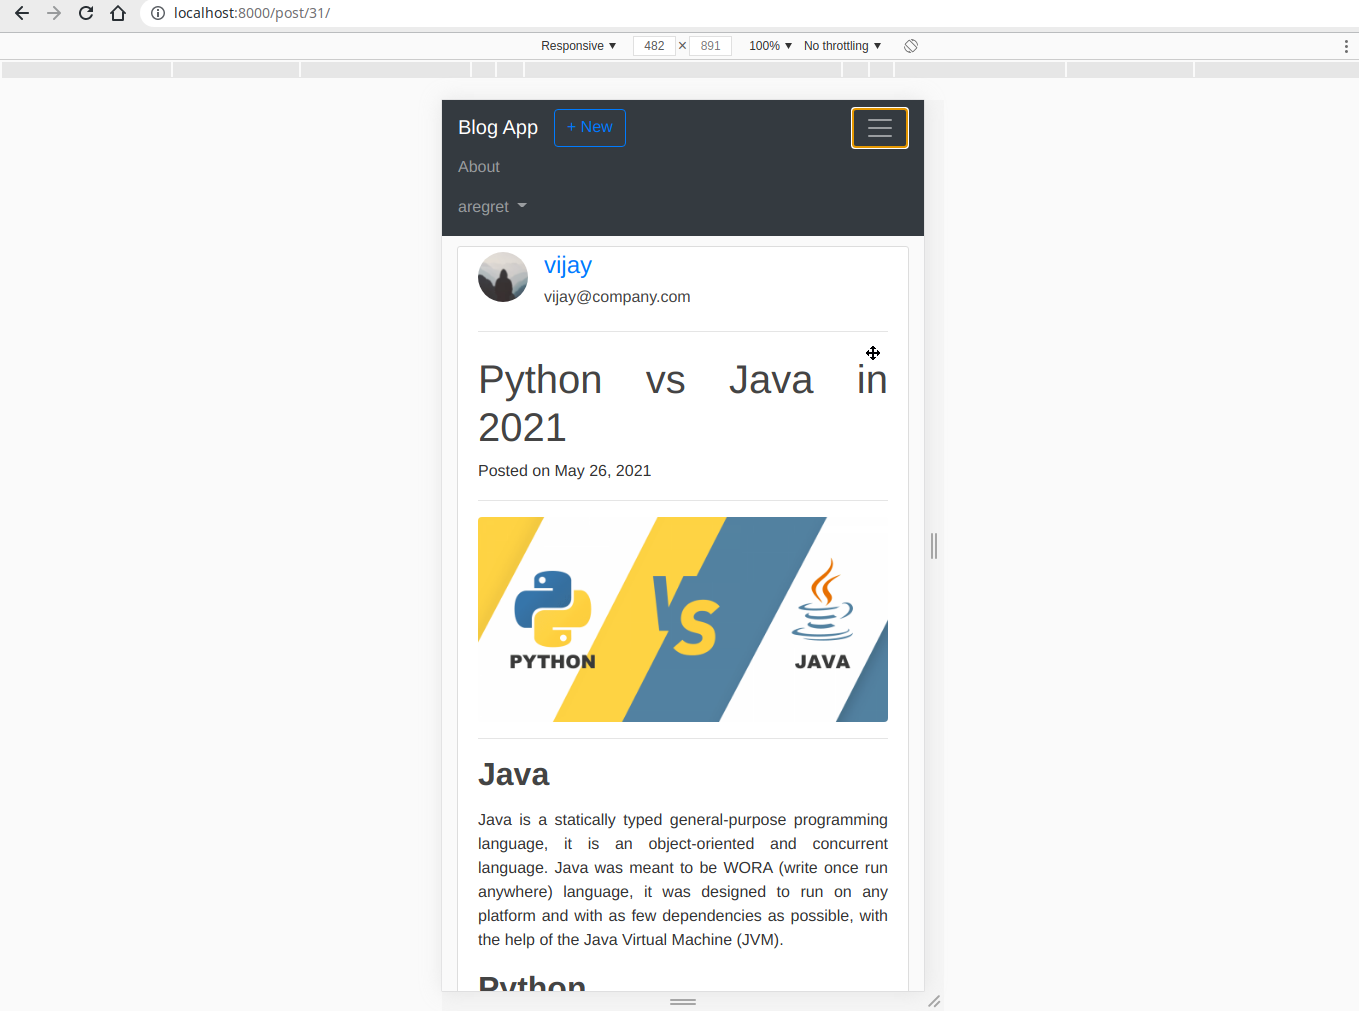 localhost:8000/post/31/
Responsive 482 × 891 100% No throttling
Blog App + New
About
aregret
vijay
vijay@company.com
Python vs Java in
2021
Posted on May 26, 2021
VS
PYTHON JAVA
Java
Java is a statically typed general-purpose programming
language, it is an object-oriented and concurrent
language. Java was meant to be WORA (write once run
anywhere) language, it was designed to run on any
platform and with as few dependencies as possible, with
the help of the Java Virtual Machine (JVM).
Python